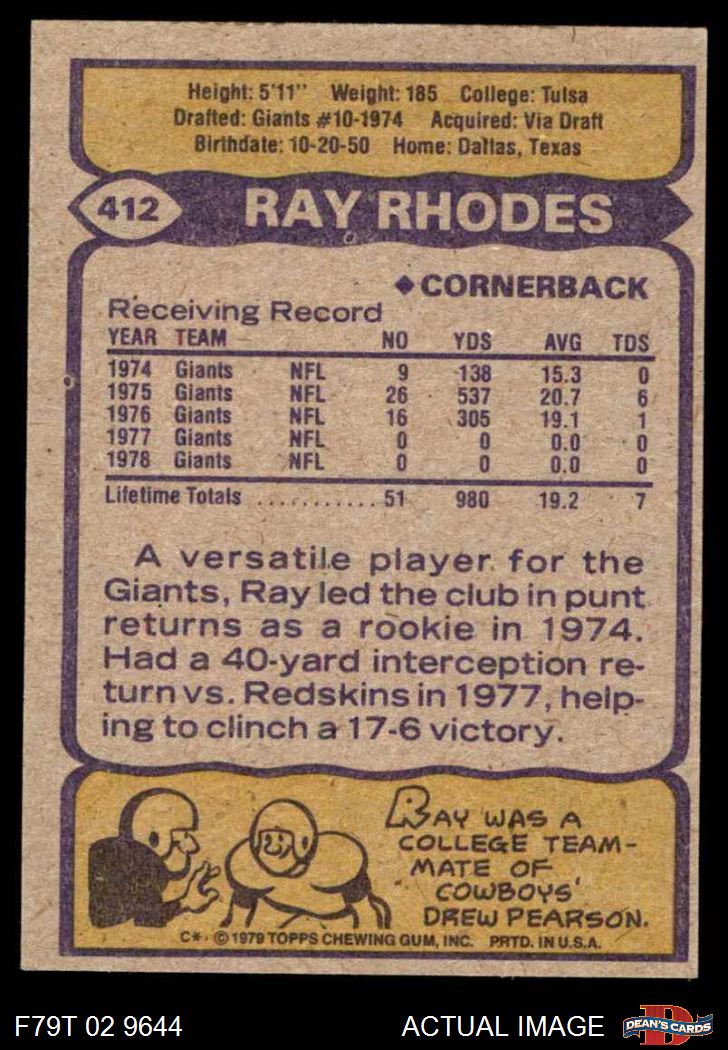 Height: 5'11" Weight: 185 College: Tulsa
Drafted: Giants #10-1974 Acquired: Via Draft
Birthdate: 10-20-50 Home: Dallas, Texas
412 RAY RHODES
◆ CORNERBACK
Receiving Record
YEAR TEAM NO YDS AVG TDS
1974 Giants NFL 9 138 15.3 0
1975 Giants NFL 26 537 20.7 6
1976 Giants NFL 16 305 19.1 1
1977 Giants NFL 0 0 0.0 0
1978 Giants NFL 0 0 0.0 0
Lifetime Totals ........... 51 980 19.2 7
A versatile player for the
Giants, Ray led the club in punt
returns as a rookie in 1974.
Had a 40-yard interception re-
turn vs. Redskins in 1977, help-
ing to clinch a 17-6 victory.
RAY WAS A
COLLEGE TEAM-
MATE OF
COWBOYS'
DREW PEARSON.
C*. © 1979 TOPPS CHEWING GUM, INC. PRTD. IN U.S.A.
F79T 02 9644 ACTUAL IMAGE D DEAN'S CARDS